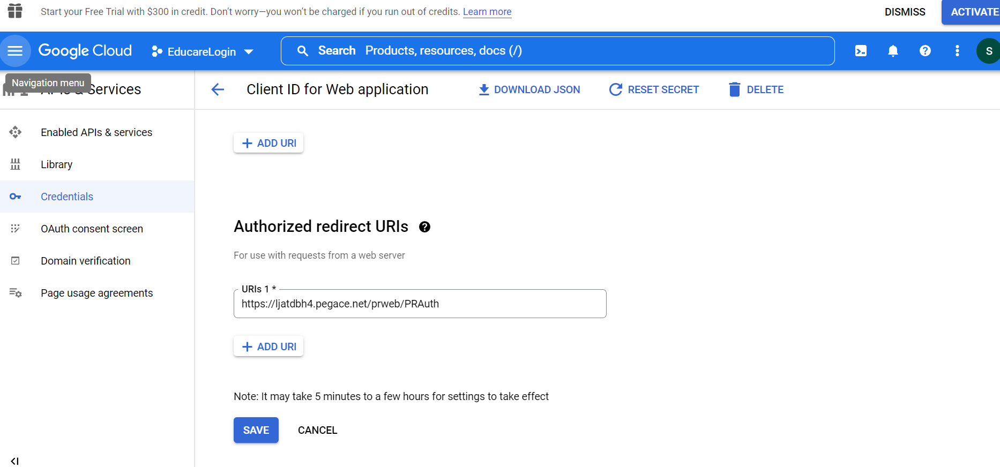 Start your Free Trial with $300 in credit. Don’t worry—you won’t be charged if you run out of credits. Learn more
DISMISS
ACTIVATE
Google Cloud
EducareLogin
Search Products, resources, docs (/)
S
Navigation menu
APIs & Services
Client ID for Web application
DOWNLOAD JSON
RESET SECRET
DELETE
Enabled APIs & services
Library
Credentials
OAuth consent screen
Domain verification
Page usage agreements
ADD URI
Authorized redirect URIs
For use with requests from a web server
URIs 1 *
https://ljatdbh4.pegace.net/prweb/PRAuth
ADD URI
Note: It may take 5 minutes to a few hours for settings to take effect
SAVE
CANCEL